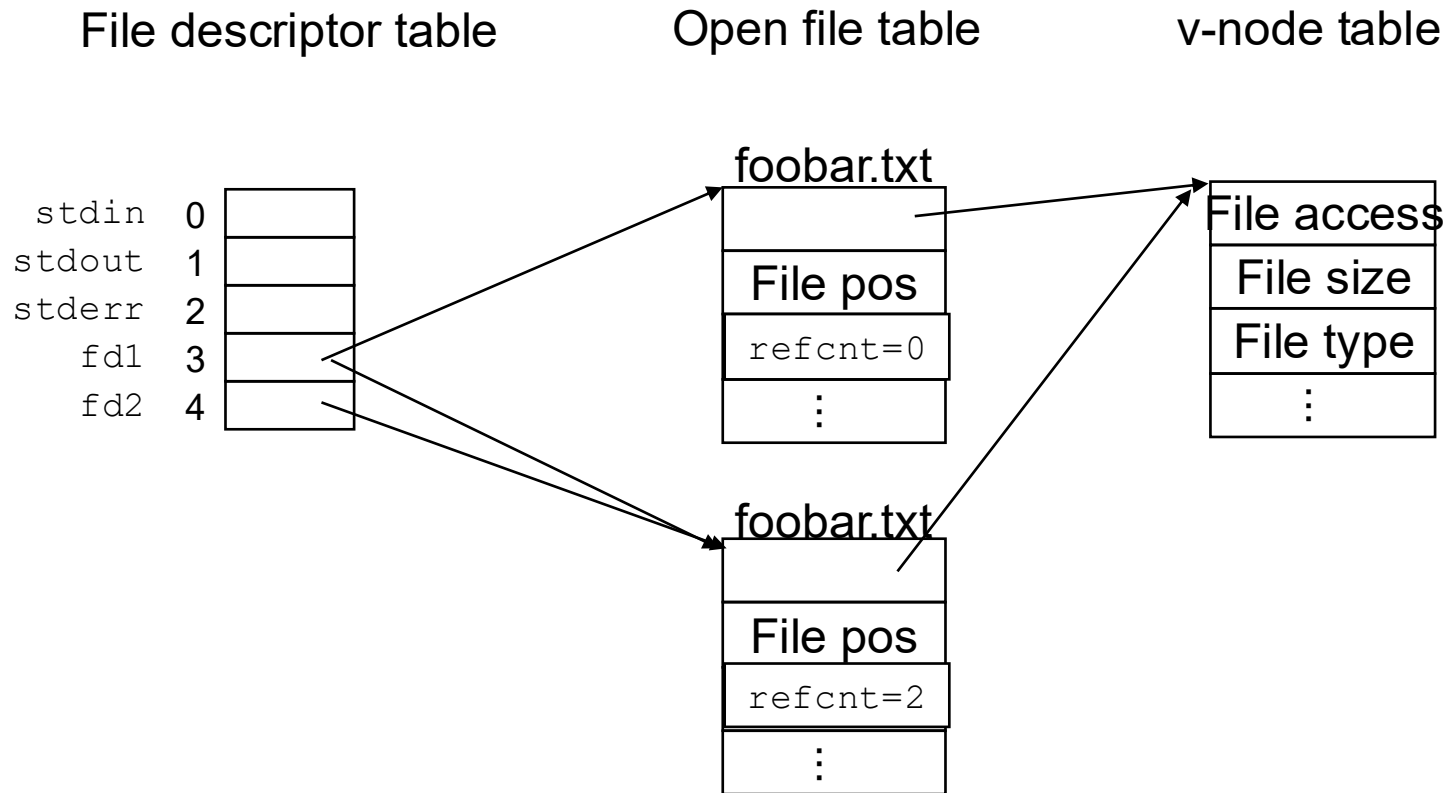 File descriptor table
Open file table
v-node table
stdin 0
stdout 1
stderr 2
fd1 3
fd2 4
foobar.txt
File pos
refcnt=0
⋮
foobar.txt
File pos
refcnt=2
⋮
File access
File size
File type
⋮